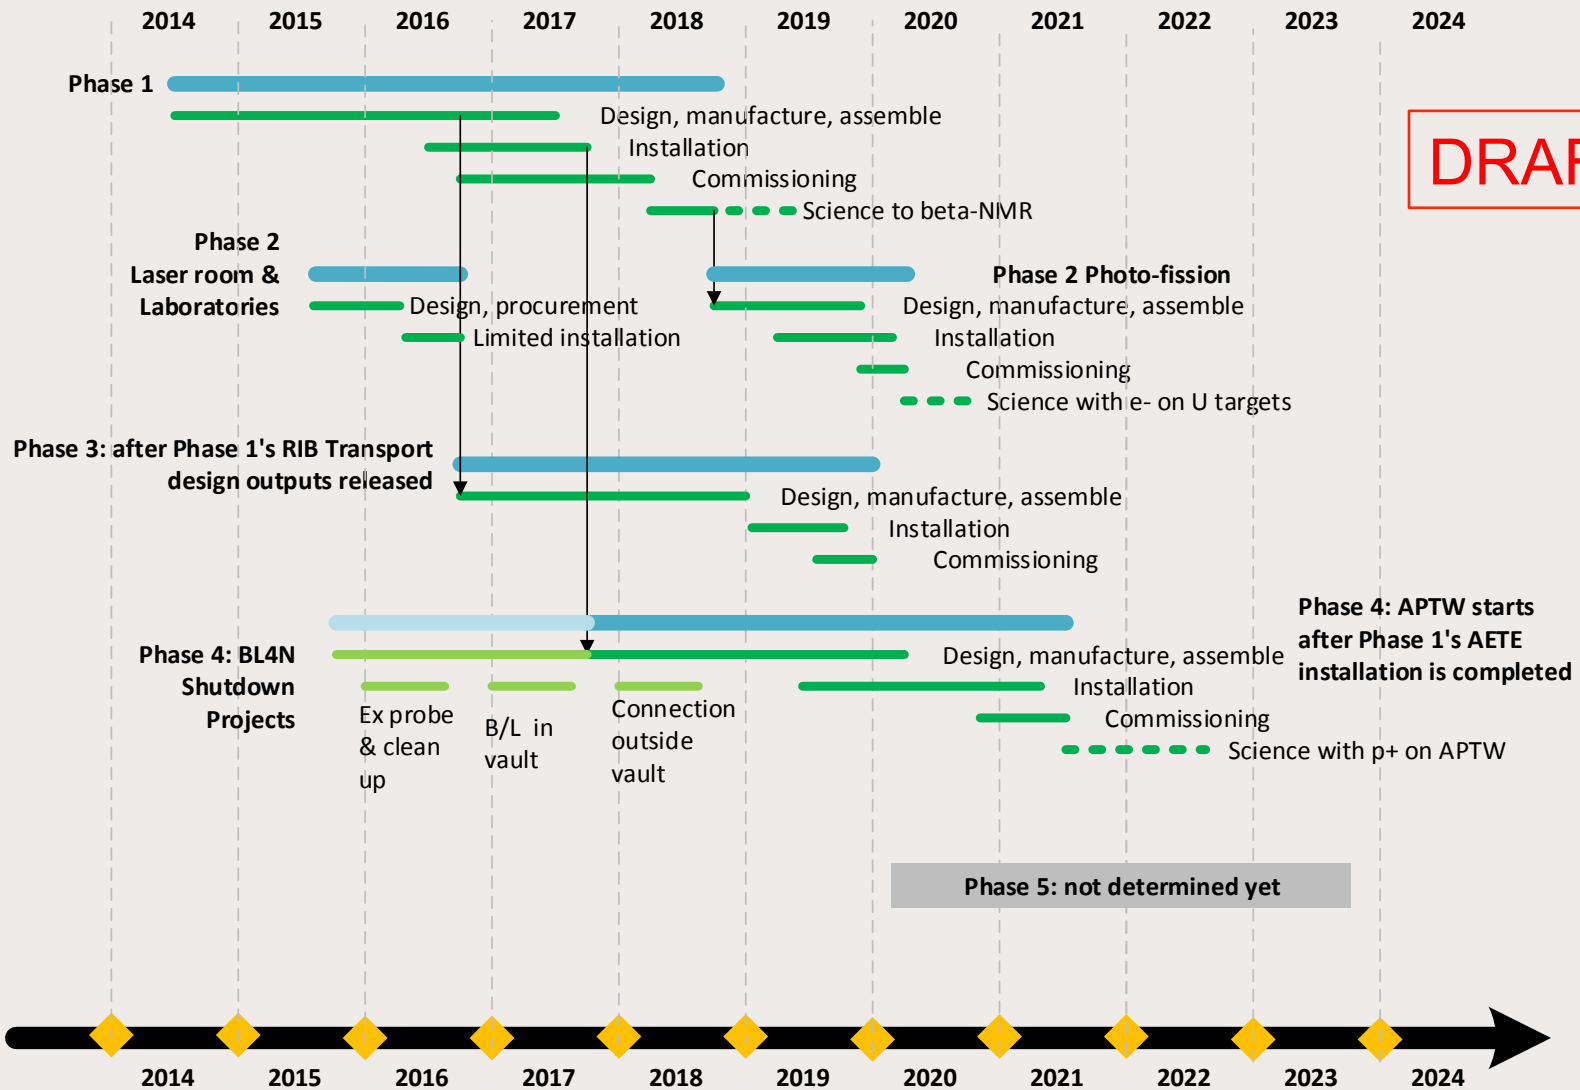 2014 2015 2016 2017 2018 2019 2020 2021 2022 2023 2024
Phase 1
Design, manufacture, assemble
Installation
Commissioning
Science to beta-NMR
DRAF
Phase 2
Laser room &
Laboratories
Design, procurement
Limited installation
Phase 2 Photo-fission
Design, manufacture, assemble
Installation
Commissioning
Science with e- on U targets
Phase 3: after Phase 1's RIB Transport
design outputs released
Design, manufacture, assemble
Installation
Commissioning
Phase 4: APTW starts
after Phase 1's AETE
installation is completed
Phase 4: BL4N
Shutdown
Projects
Design, manufacture, assemble
Installation
Commissioning
Science with p+ on APTW
Ex probe
& clean
up
B/L in
vault
Connection
outside
vault
Phase 5: not determined yet
2014 2015 2016 2017 2018 2019 2020 2021 2022 2023 2024